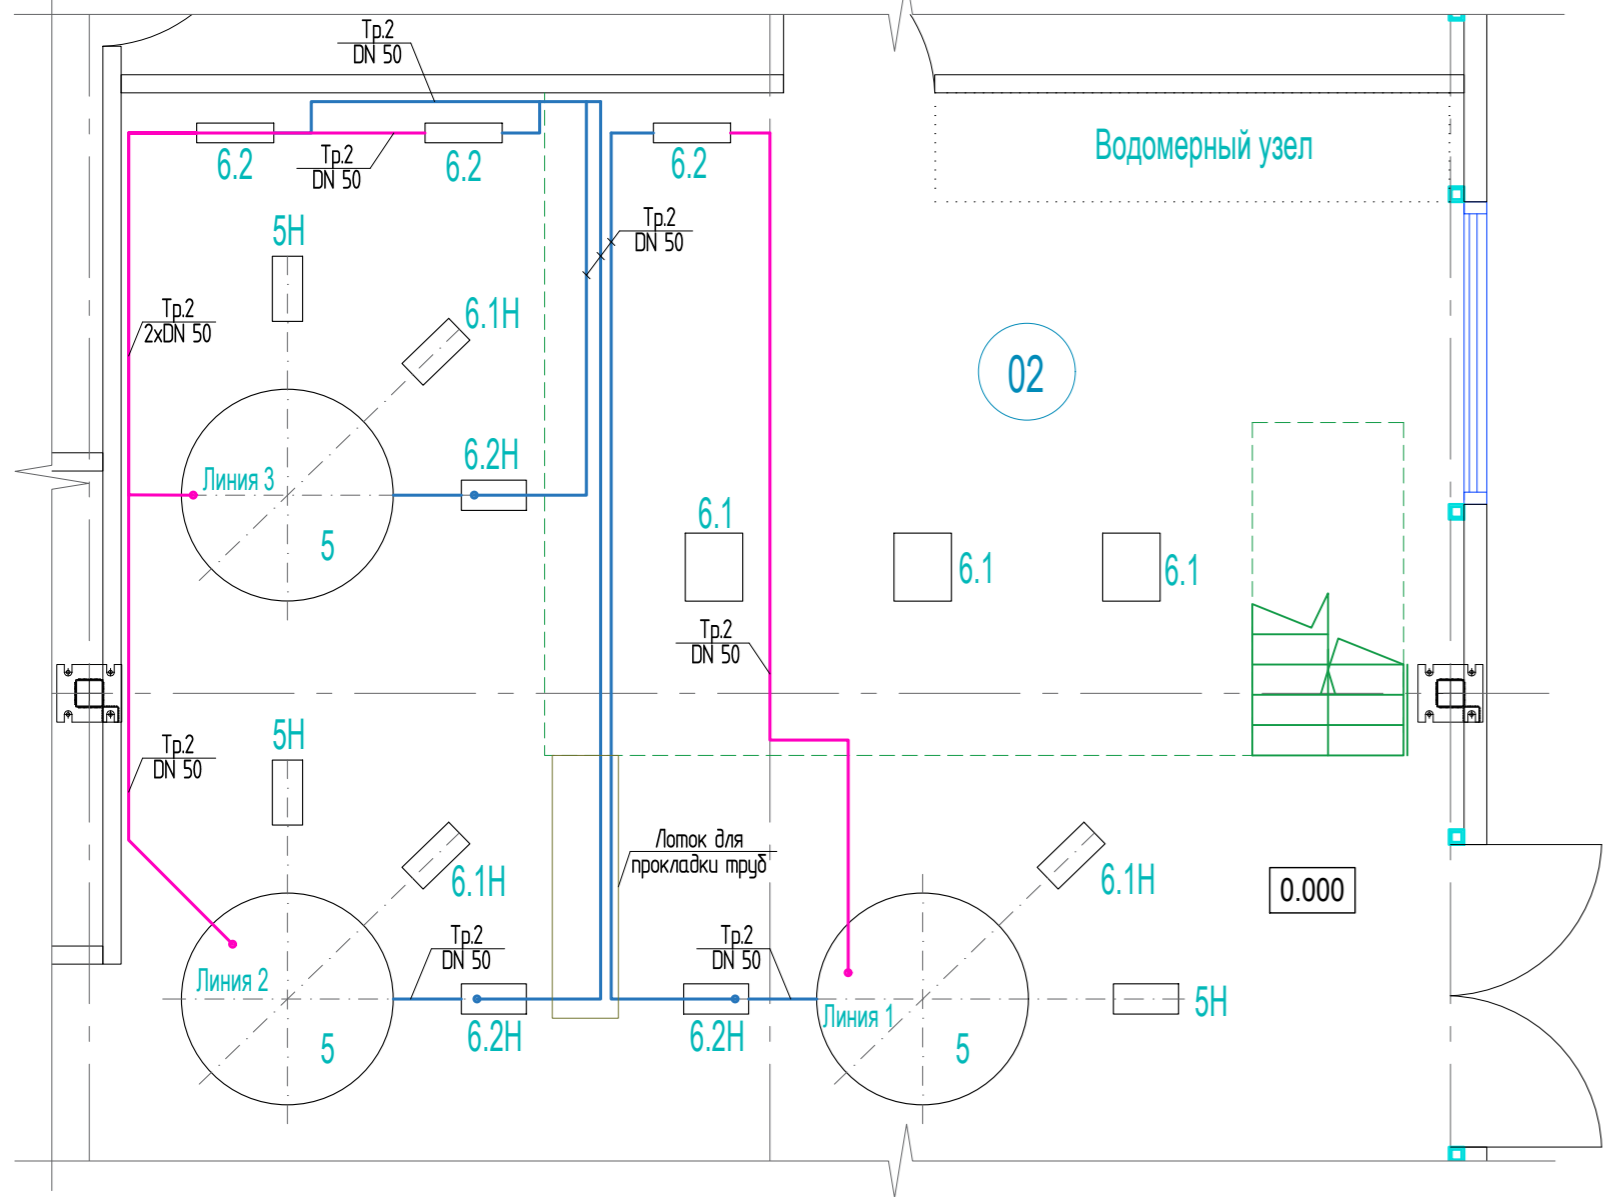 Тр.2
DN 50
Водомерный узел
6.2
Тр.2
DN 50
6.2
6.2
5Н
Тр.2
DN 50
6.1Н
Тр.2
2хDN 50
02
6.2Н
Линия 3
5
6.1
6.1
6.1
Тр.2
DN 50
5Н
Тр.2
DN 50
Лоток для
прокладки труб
6.1Н
6.1Н
0.000
Тр.2
DN 50
Тр.2
DN 50
Линия 2
5
6.2Н
6.2Н
Линия 1
5
5Н